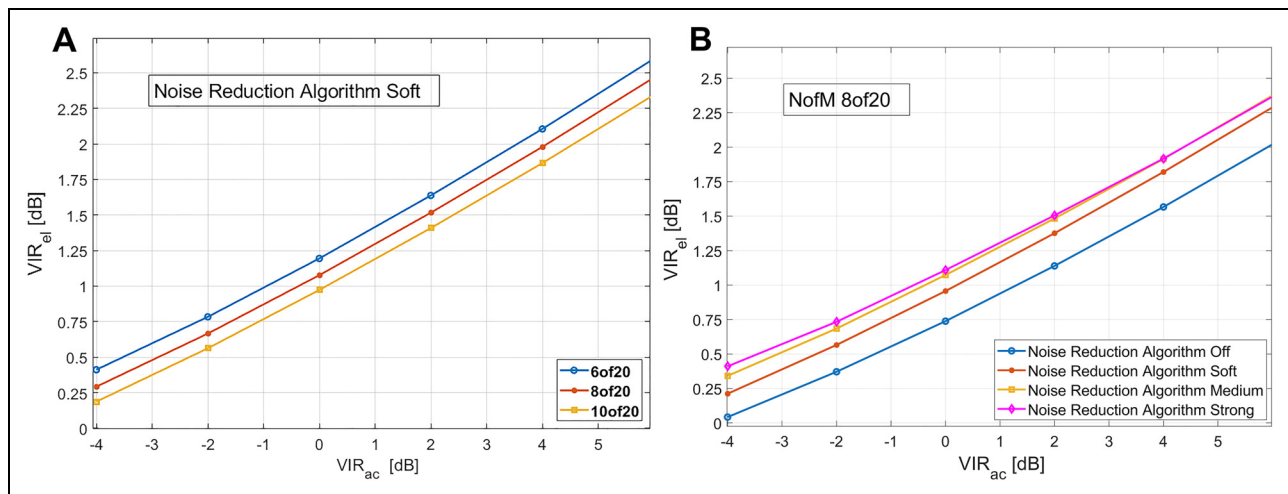 A
Noise Reduction Algorithm Soft
VIR_el [dB]
2.5
2.25
2
1.75
1.5
1.25
1
0.75
0.5
0.25
0
-4
-3
-2
-1
0
1
2
3
4
5
VIR_ac [dB]
6of20
8of20
10of20
B
NofM 8of20
VIR_el [dB]
2.5
2.25
2
1.75
1.5
1.25
1
0.75
0.5
0.25
0
-4
-3
-2
-1
0
1
2
3
4
5
VIR_ac [dB]
Noise Reduction Algorithm Off
Noise Reduction Algorithm Soft
Noise Reduction Algorithm Medium
Noise Reduction Algorithm Strong